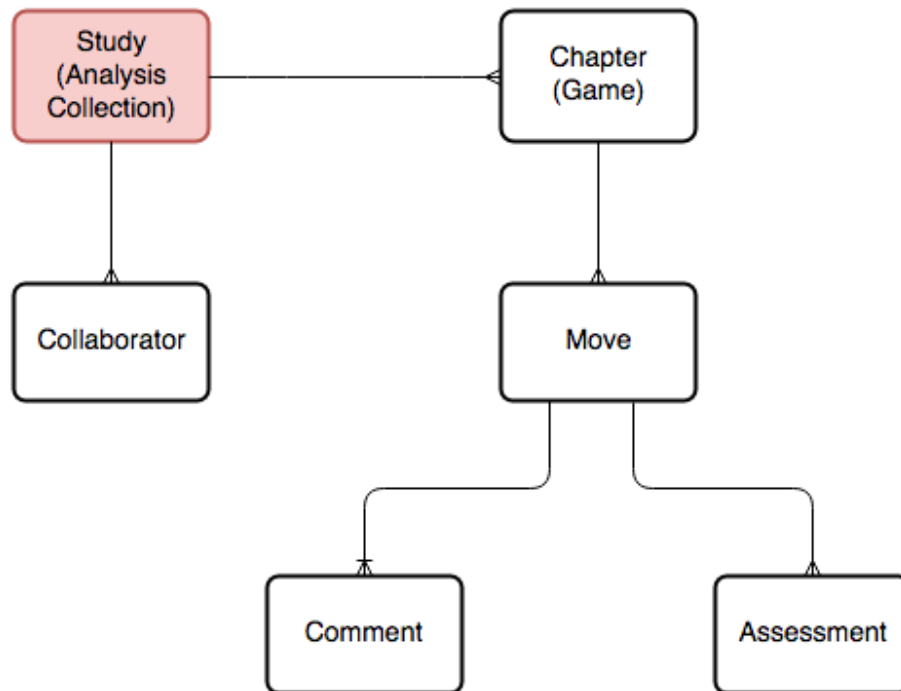 Study
(Analysis
Collection)
Chapter
(Game)
Collaborator
Move
Comment
Assessment